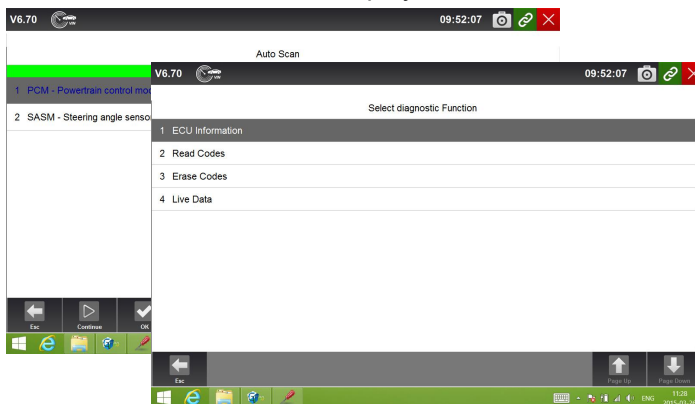 V6.70 VIN 09:52:07
Auto Scan
1 PCM - Powertrain control
2 SASM - Steering angle
Esc Continue OK
V6.70 VIN 09:52:07
Select diagnostic Function
1 ECU Information
2 Read Codes
3 Erase Codes
4 Live Data
Esc Page Up Page Down
ENG 11:28